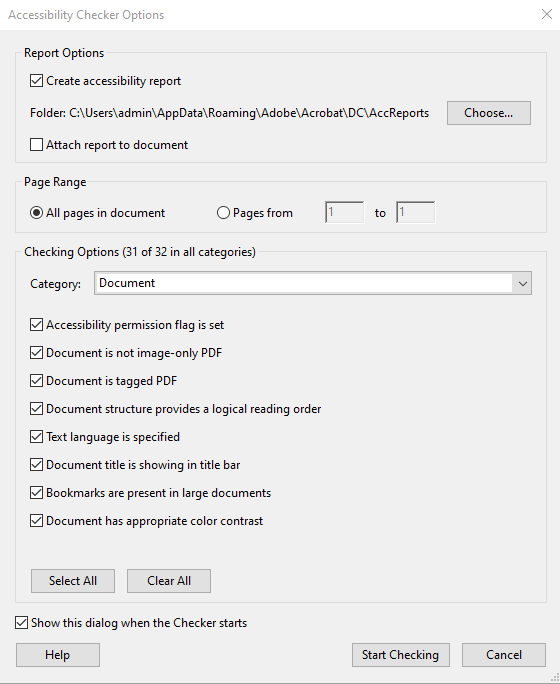 Accessibility Checker Options
Report Options
Create accessibility report
Folder: C:\Users\admin\AppData\Roaming\Adobe\Acrobat\DC\AccReports Choose...
Attach report to document
Page Range
All pages in document Pages from 1 to 1
Checking Options (31 of 32 in all categories)
Category: Document
Accessibility permission flag is set
Document is not image-only PDF
Document is tagged PDF
Document structure provides a logical reading order
Text language is specified
Document title is showing in title bar
Bookmarks are present in large documents
Document has appropriate color contrast
Select All Clear All
Show this dialog when the Checker starts
Help Start Checking Cancel